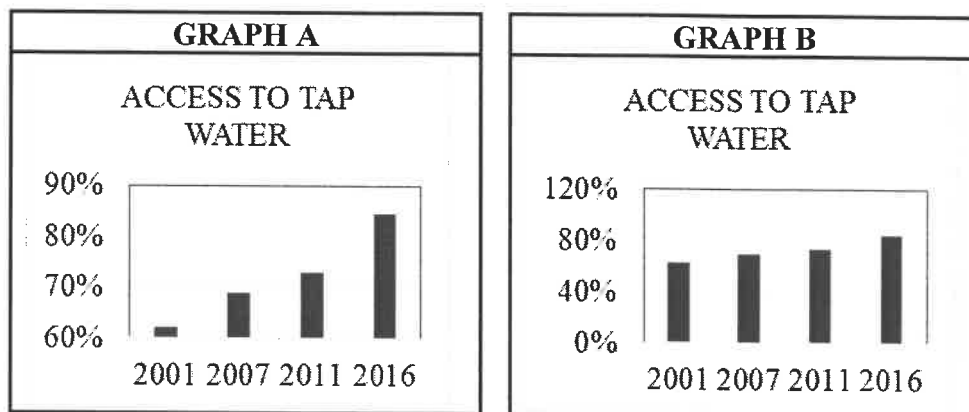 GRAPH A
ACCESS TO TAP
WATER
90%
80%
70%
60%
2001 2007 2011 2016
GRAPH B
ACCESS TO TAP
WATER
120%
80%
40%
0%
2001 2007 2011 2016